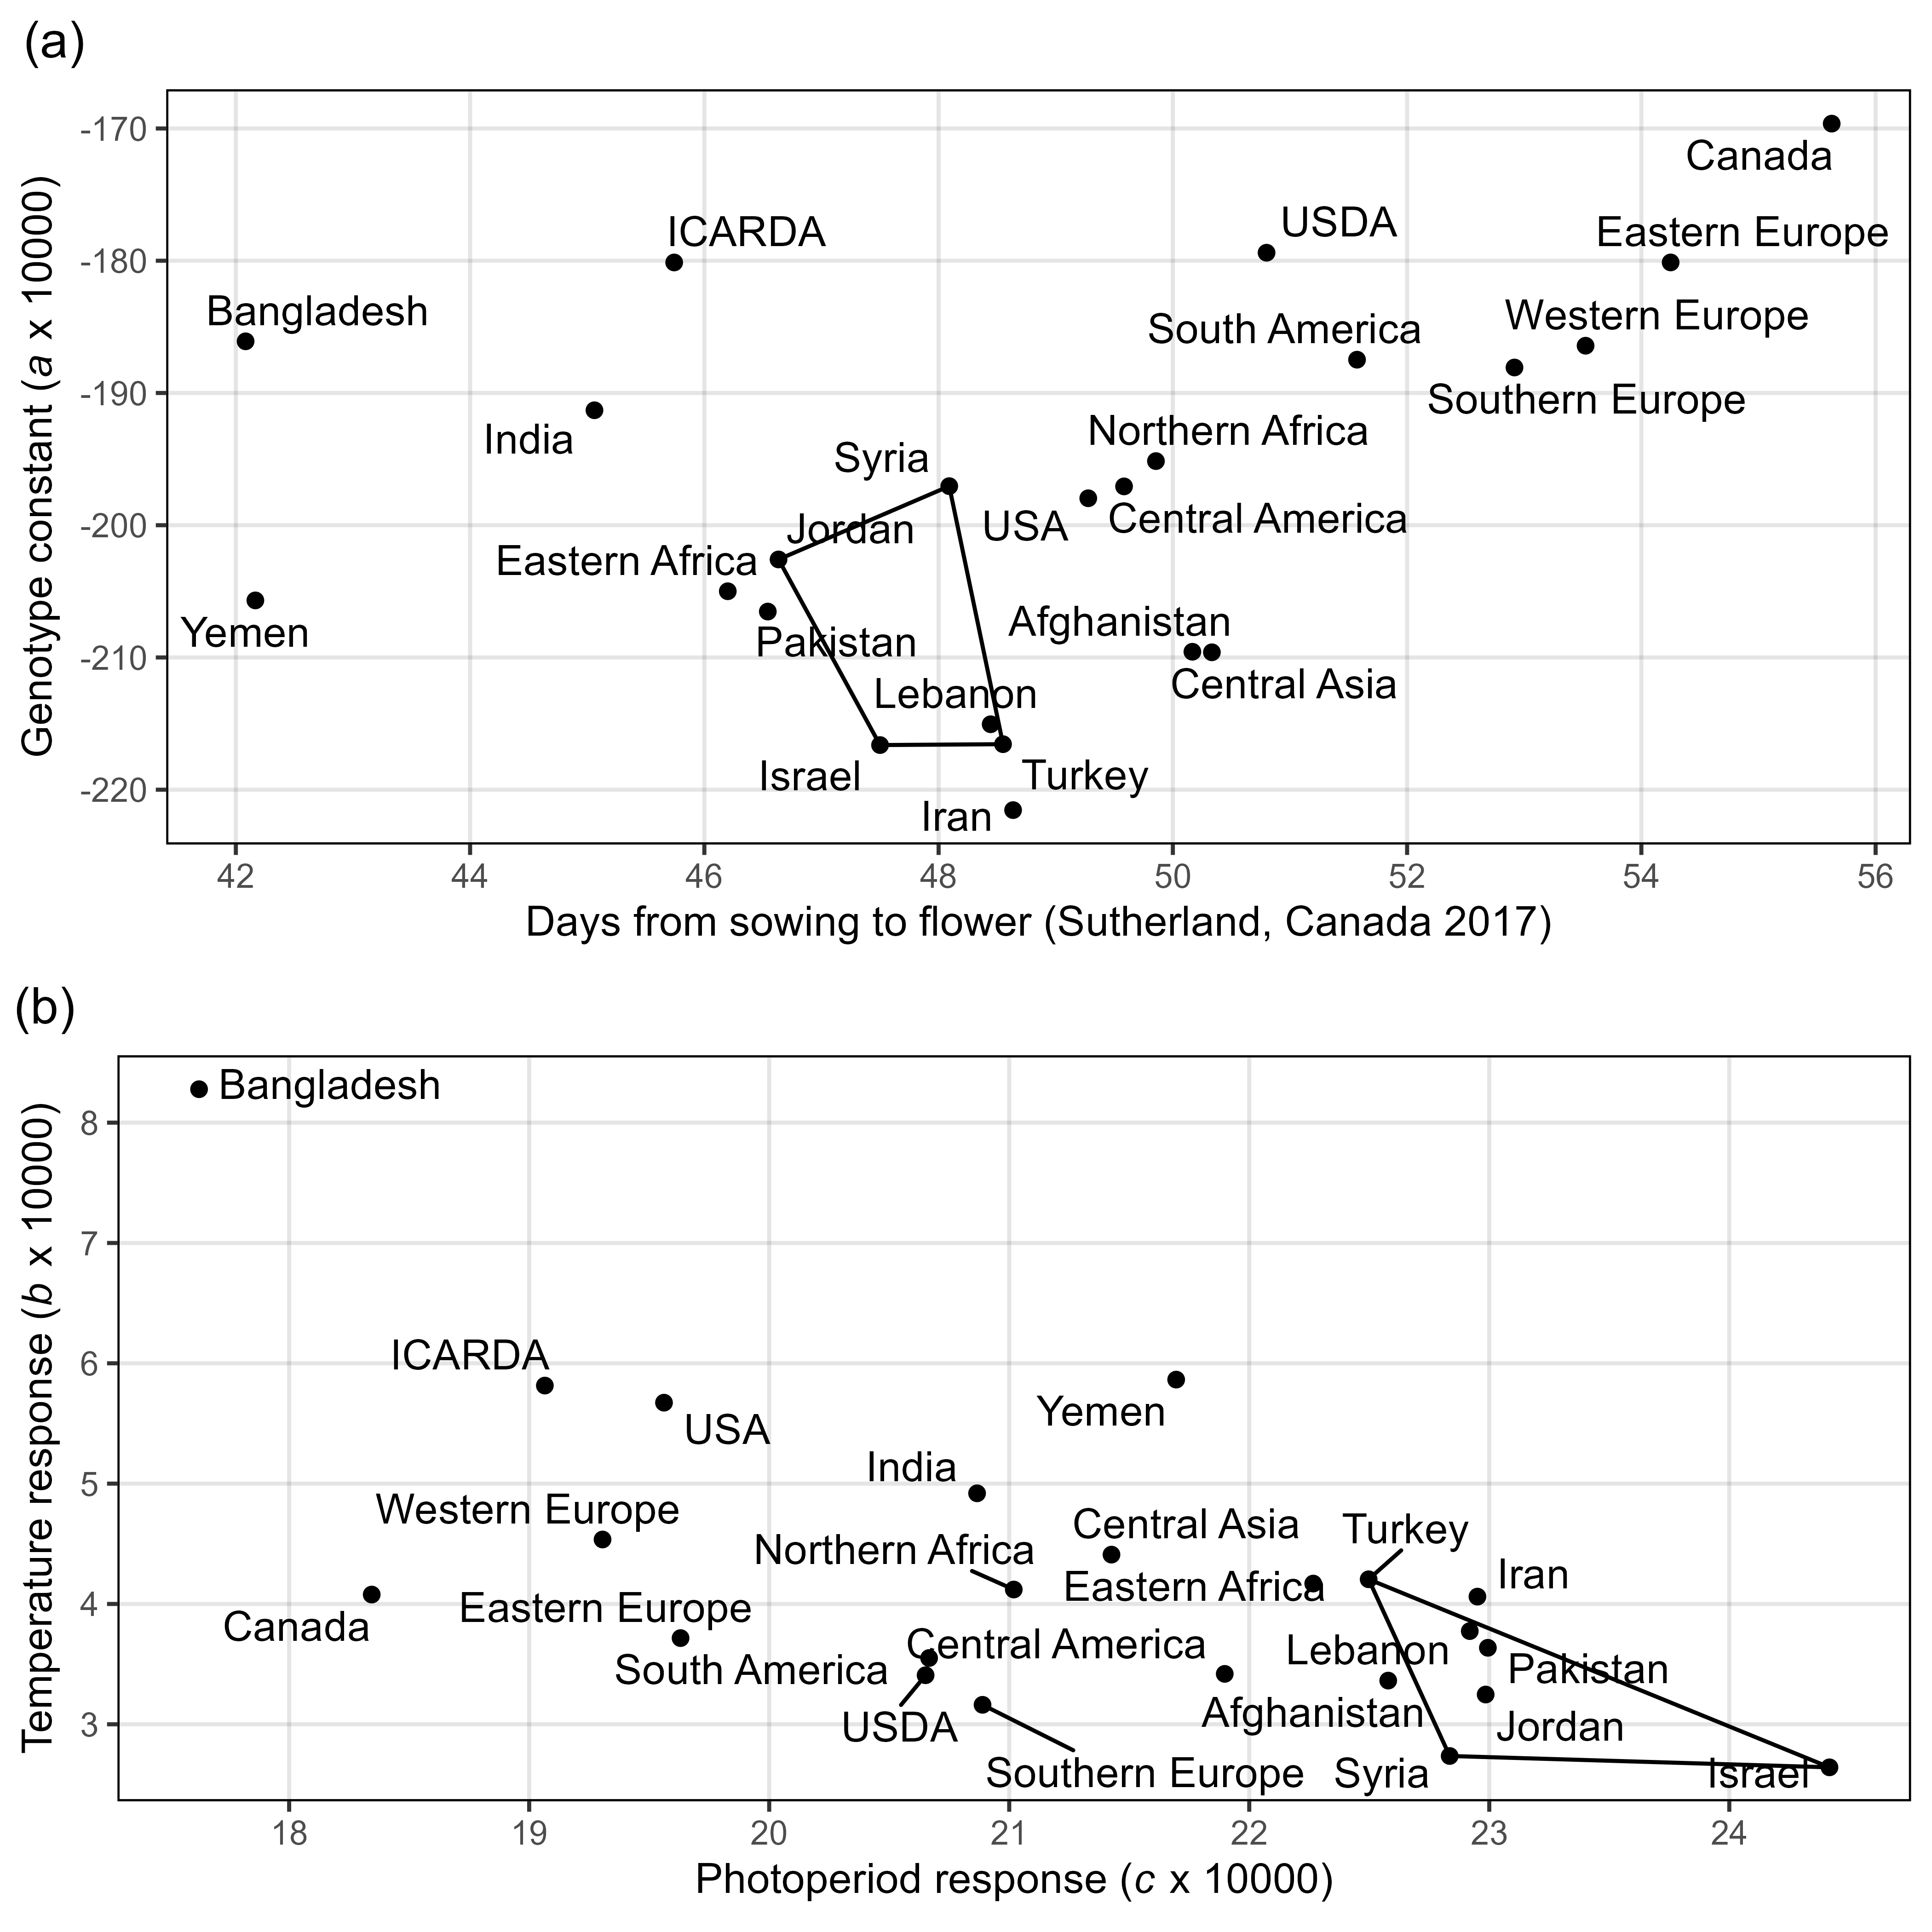 (a)
Genotype constant (a x 10000)
-170
-180
-190
-200
-210
-220
Canada
USDA
ICARDA
Eastern Europe
Bangladesh
Western Europe
South America
Southern Europe
India
Northern Africa
Syria
USA
Central America
Jordan
Eastern Africa
Afghanistan
Yemen
Pakistan
Central Asia
Lebanon
Israel
Turkey
Iran
42
44
46
48
50
52
54
56
Days from sowing to flower (Sutherland, Canada 2017)
(b)
Temperature response (b x 10000)
8
7
6
5
4
3
Bangladesh
ICARDA
Yemen
USA
India
Western Europe
Central Asia
Turkey
Northern Africa
Iran
Eastern Africa
Eastern Europe
Canada
Central America
Lebanon
South America
Pakistan
Afghanistan
USDA
Jordan
Southern Europe
Syria
Israel
18
19
20
21
22
23
24
Photoperiod response (c x 10000)